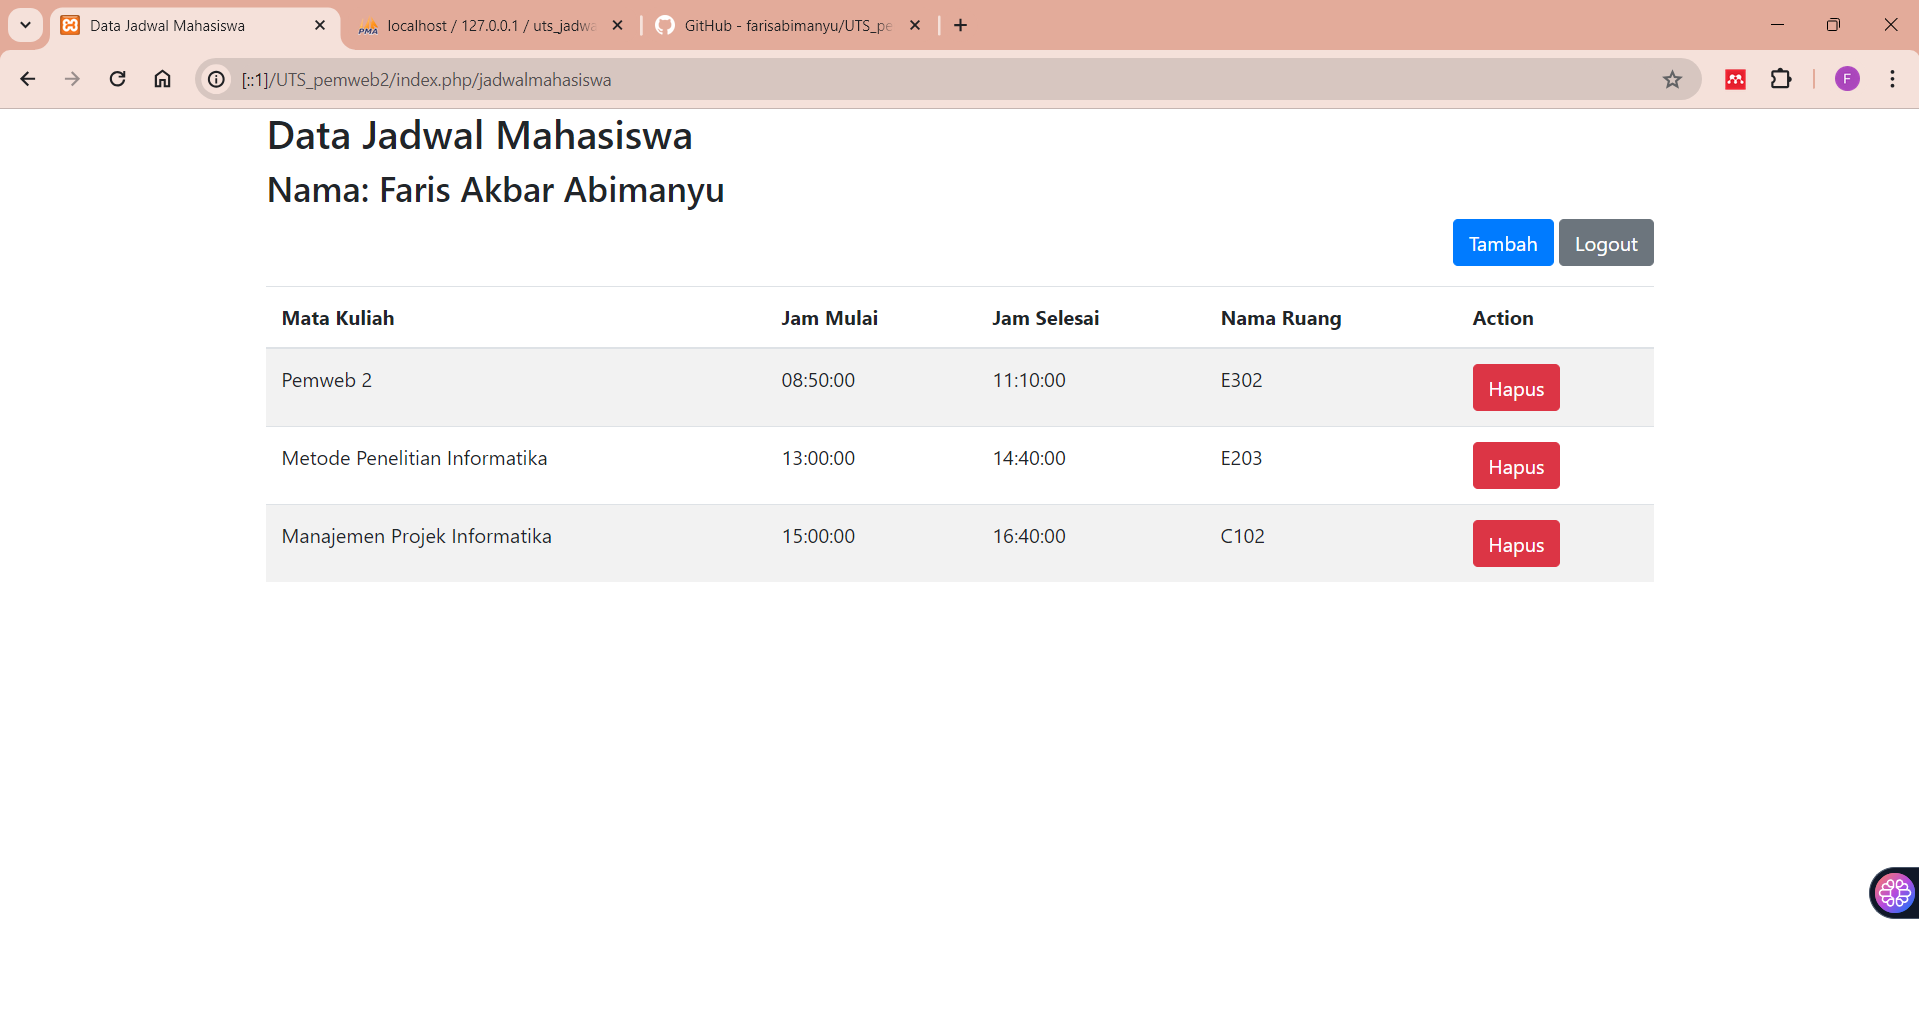 Data Jadwal Mahasiswa
PMA localhost / 127.0.0.1 / uts_jadwa
GitHub - farisabimanyu/UTS_pe
[::1]/UTS_pemweb2/index.php/jadwalmahasiswa
F
Data Jadwal Mahasiswa
Nama: Faris Akbar Abimanyu
Tambah Logout
Mata Kuliah Jam Mulai Jam Selesai Nama Ruang Action
Pemweb 2 08:50:00 11:10:00 E302 Hapus
Metode Penelitian Informatika 13:00:00 14:40:00 E203 Hapus
Manajemen Projek Informatika 15:00:00 16:40:00 C102 Hapus